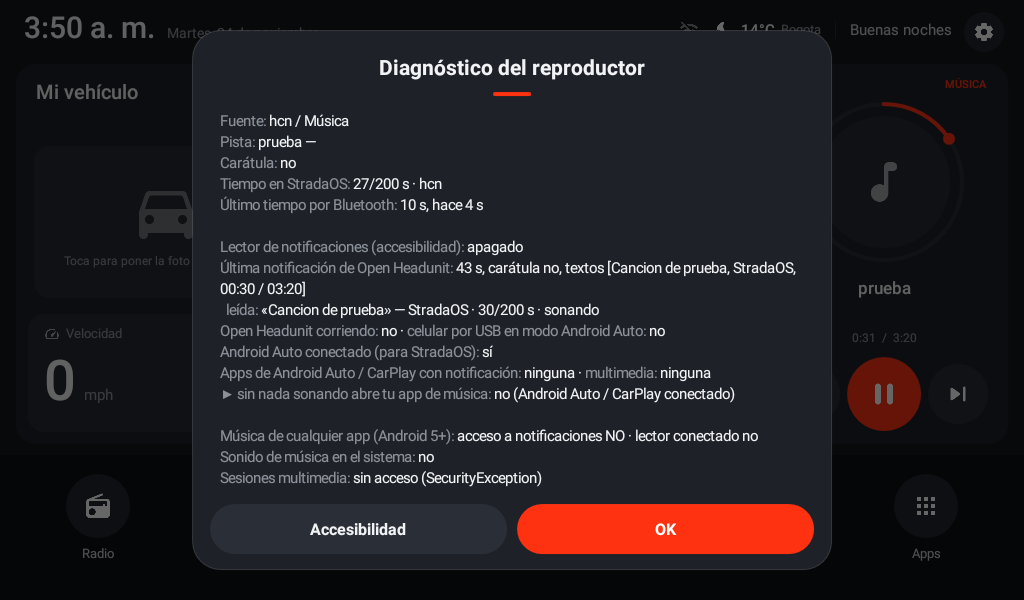 3:50 a. m.
Martes
14°C
Bogota
Buenas noches
Mi vehículo
Toca para poner la foto
Velocidad
0 mph
Radio
Diagnóstico del reproductor
Fuente: hcn / Música
Pista: prueba —
Carátula: no
Tiempo en StradaOS: 27/200 s · hcn
Último tiempo por Bluetooth: 10 s, hace 4 s
Lector de notificaciones (accesibilidad): apagado
Última notificación de Open Headunit: 43 s, carátula no, textos [Cancion de prueba, StradaOS,
00:30 / 03:20]
leída: «Cancion de prueba» — StradaOS · 30/200 s · sonando
Open Headunit corriendo: no · celular por USB en modo Android Auto: no
Android Auto conectado (para StradaOS): sí
Apps de Android Auto / CarPlay con notificación: ninguna · multimedia: ninguna
► sin nada sonando abre tu app de música: no (Android Auto / CarPlay conectado)
Música de cualquier app (Android 5+): acceso a notificaciones NO · lector conectado no
Sonido de música en el sistema: no
Sesiones multimedia: sin acceso (SecurityException)
Accesibilidad
OK
MÚSICA
prueba
0:31 / 3:20
Apps